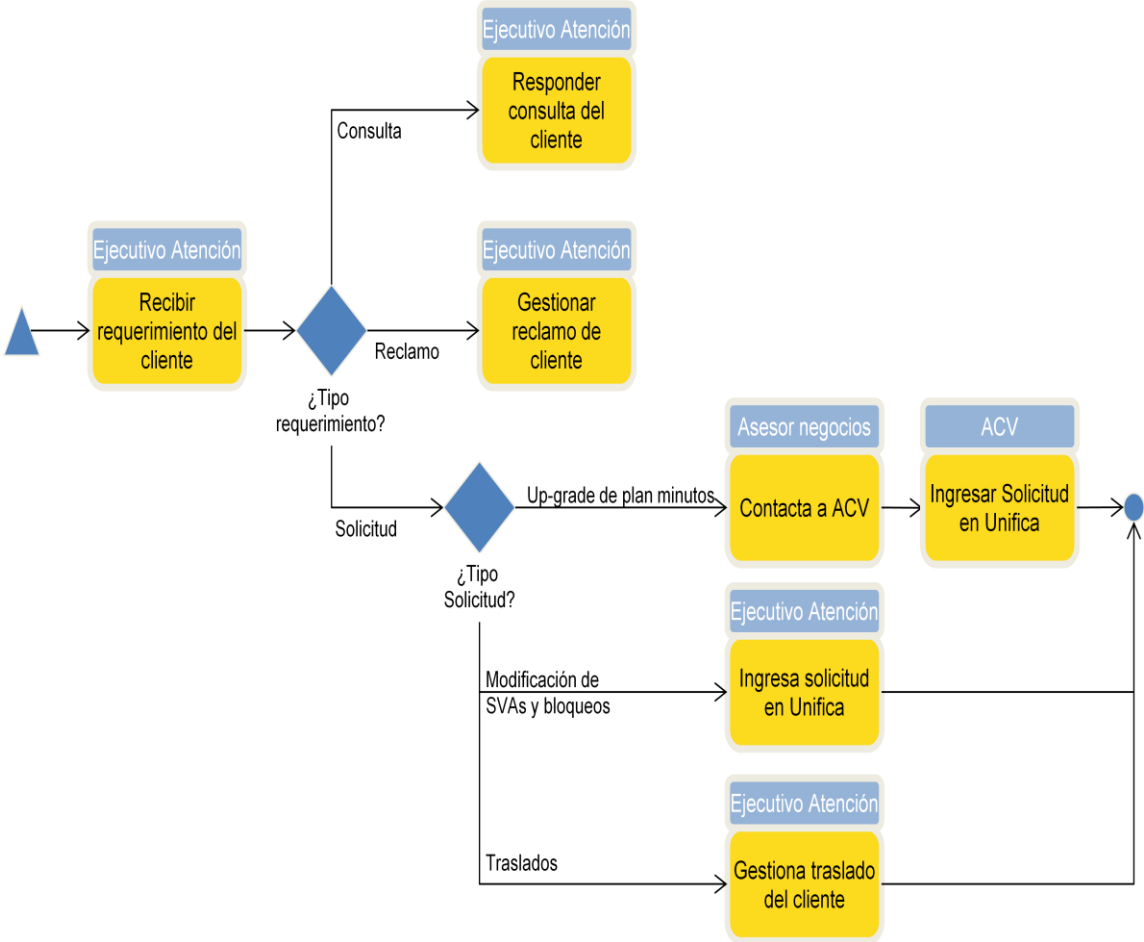 Ejecutivo Atención
Responder
consulta del
cliente
Consulta
Ejecutivo Atención
Recibir
requerimiento del
cliente
Ejecutivo Atención
Gestionar
reclamo de
cliente
Reclamo
¿Tipo
requerimiento?
Asesor negocios
Contacta a ACV
ACV
Ingresar Solicitud
en Unifica
Up-grade de plan minutos
Solicitud
¿Tipo
Solicitud?
Ejecutivo Atención
Ingresa solicitud
en Unifica
Modificación de
SVAs y bloqueos
Ejecutivo Atención
Gestiona traslado
del cliente
Traslados